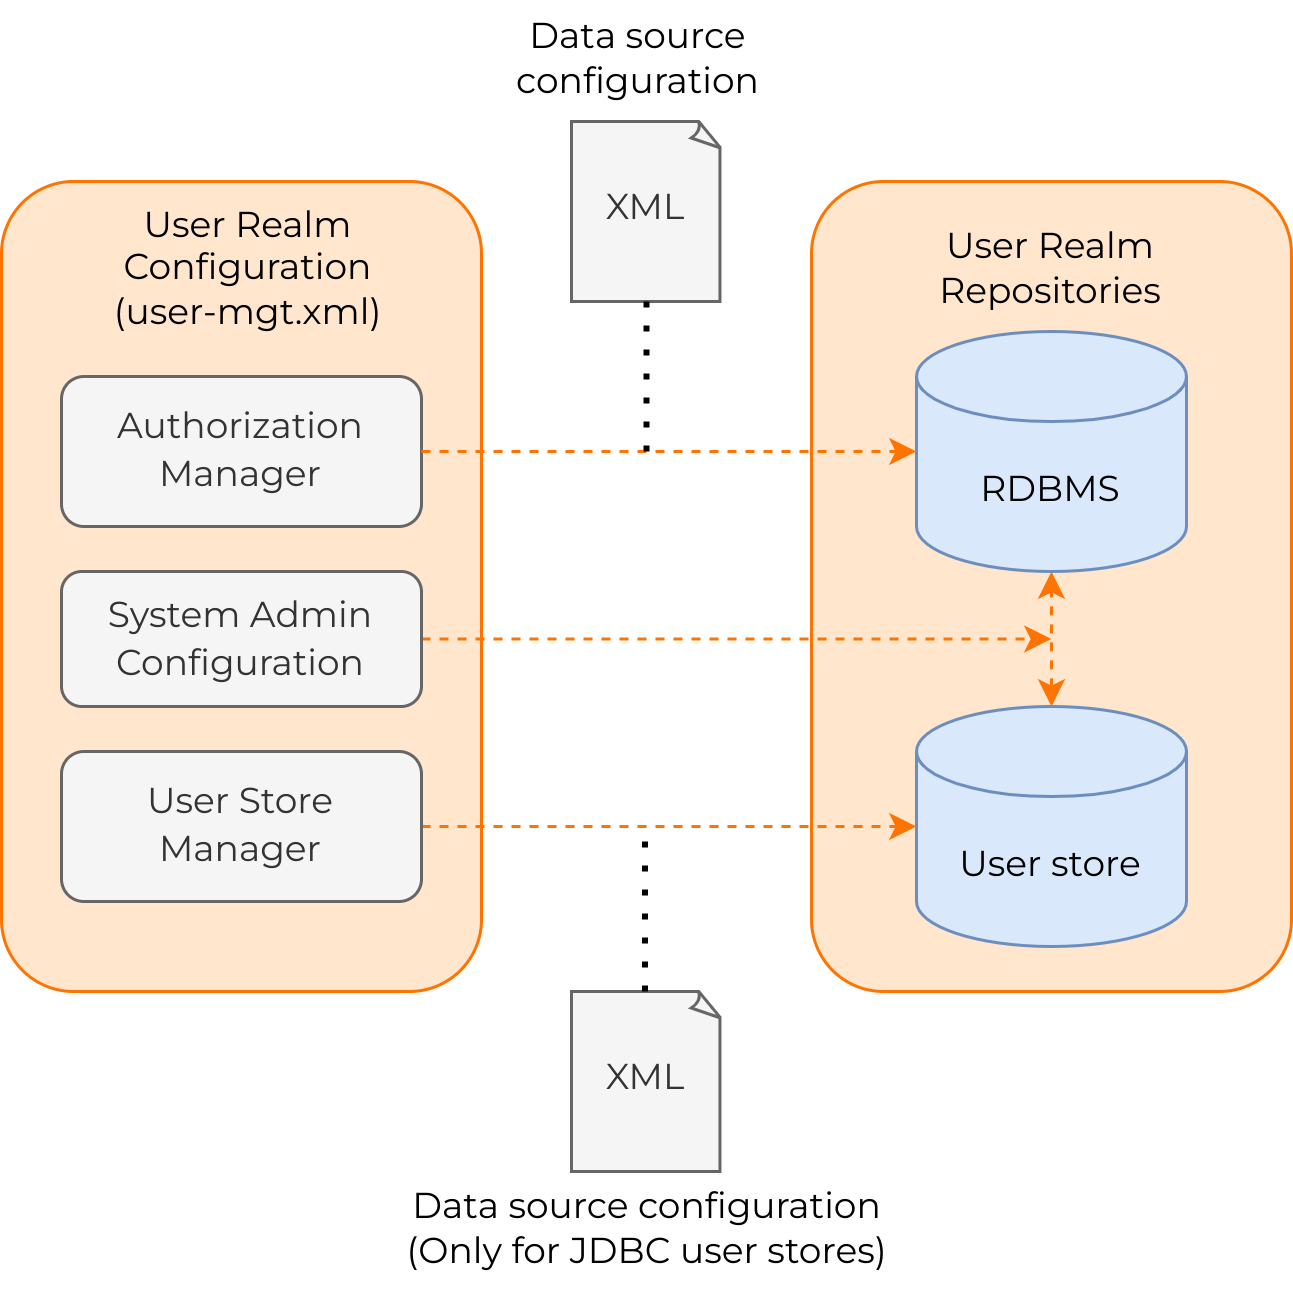 Data source
configuration
XML
User Realm
Configuration
(user-mgt.xml)
Authorization
Manager
System Admin
Configuration
User Store
Manager
User Realm
Repositories
RDBMS
User store
XML
Data source configuration
(Only for JDBC user stores)